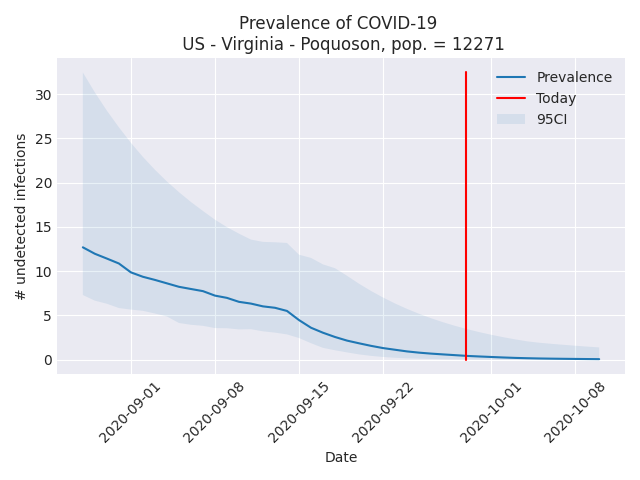 Prevalence of COVID-19
US - Virginia - Poquoson, pop. = 12271
# undetected infections
30
25
20
15
10
5
0
Prevalence
Today
95CI
2020-09-01
2020-09-08
2020-09-15
2020-09-22
2020-10-01
2020-10-08
Date